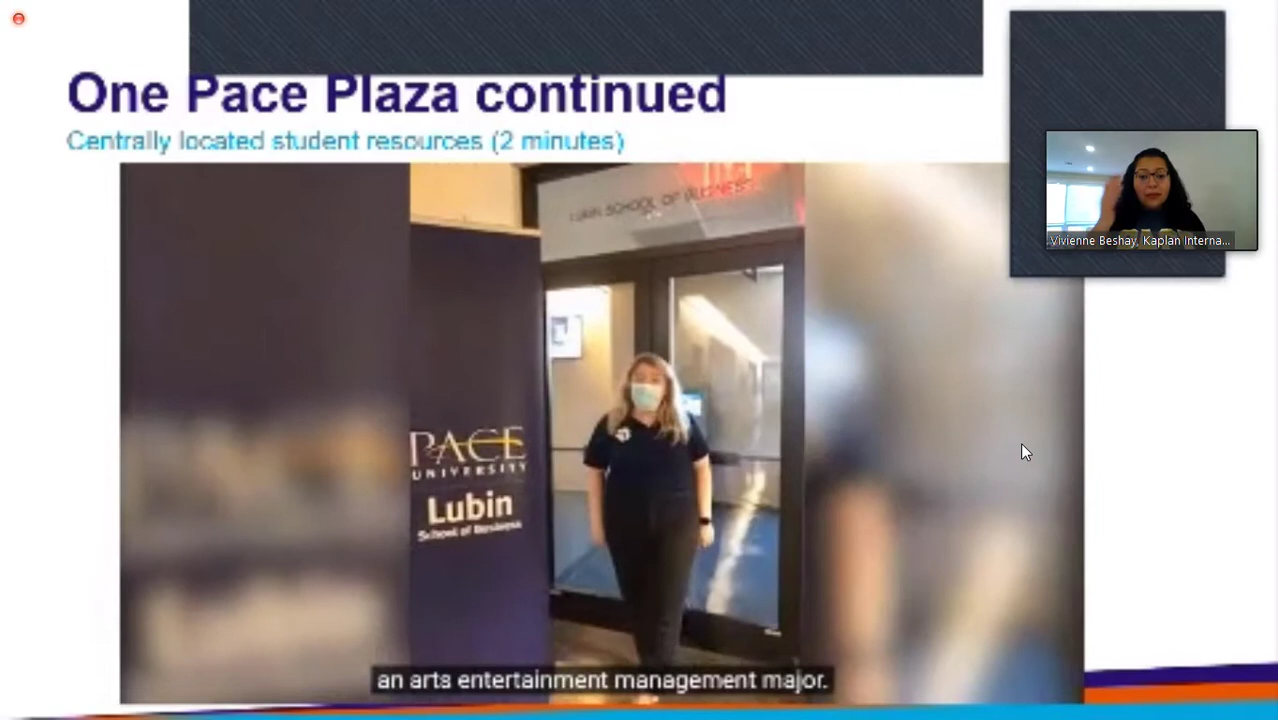 One Pace Plaza continued
Centrally located student resources (2 minutes)
Vivienne Beshay, Kaplan Interna...
LUBIN SCHOOL OF BUSINESS
PACE
UNIVERSITY
Lubin
School of Business
an arts entertainment management major.